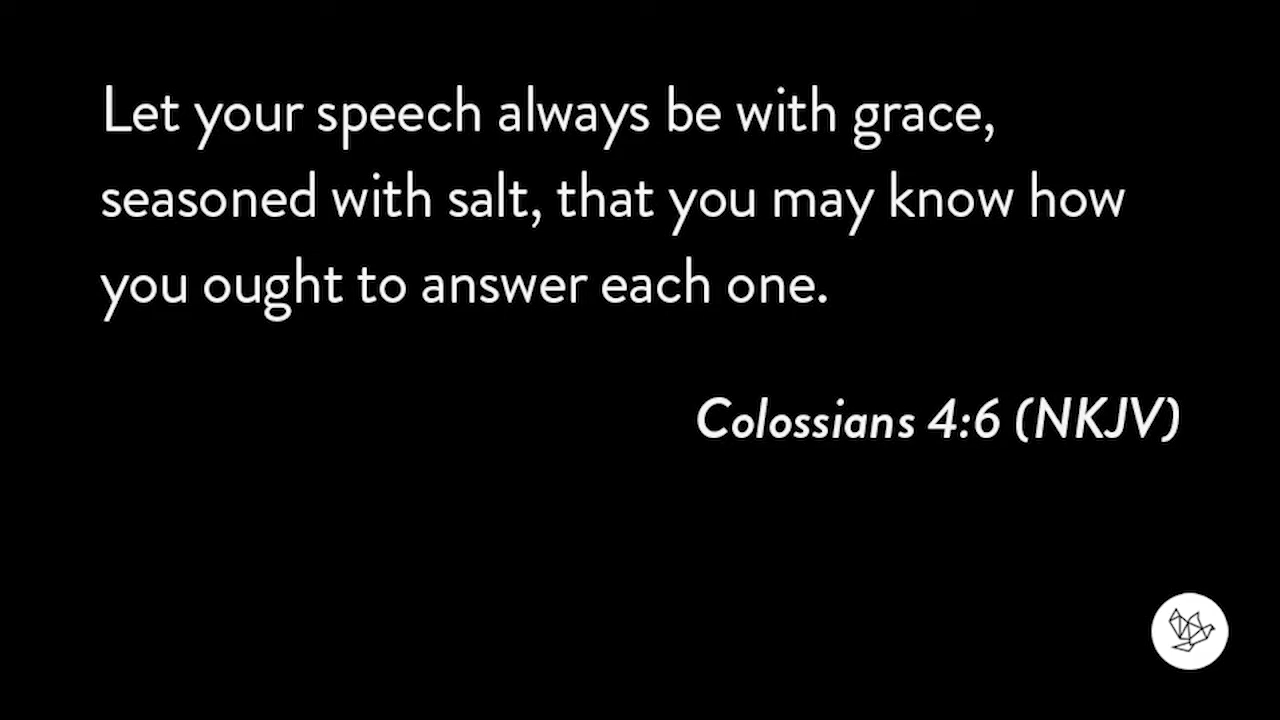 Let your speech always be with grace,
seasoned with salt, that you may know how
you ought to answer each one.
Colossians 4:6 (NKJV)